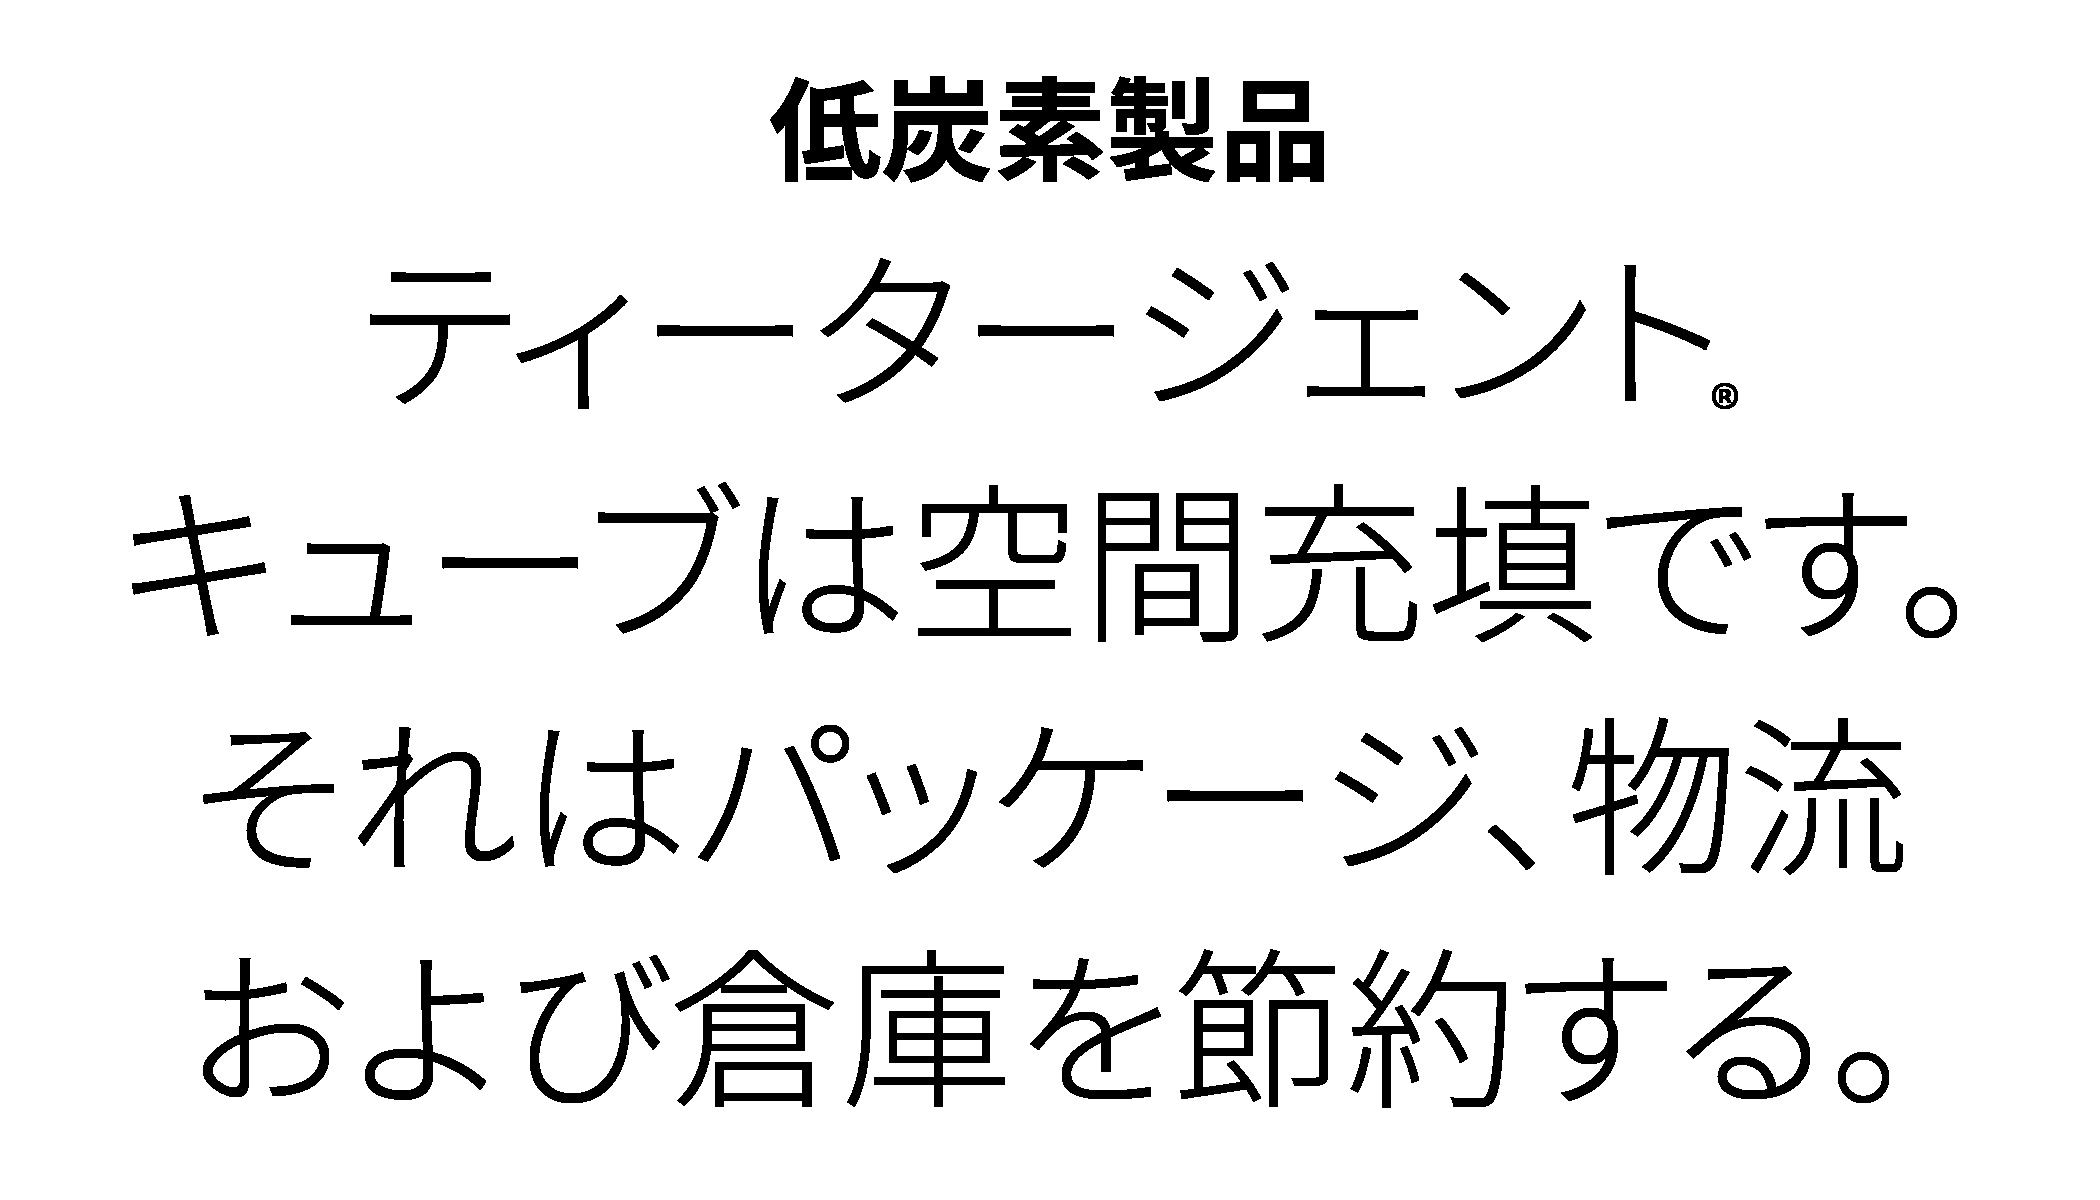 低炭素製品
ティータージェント®
キューブは空間充填です。
それはパッケージ、物流
および倉庫を節約する。